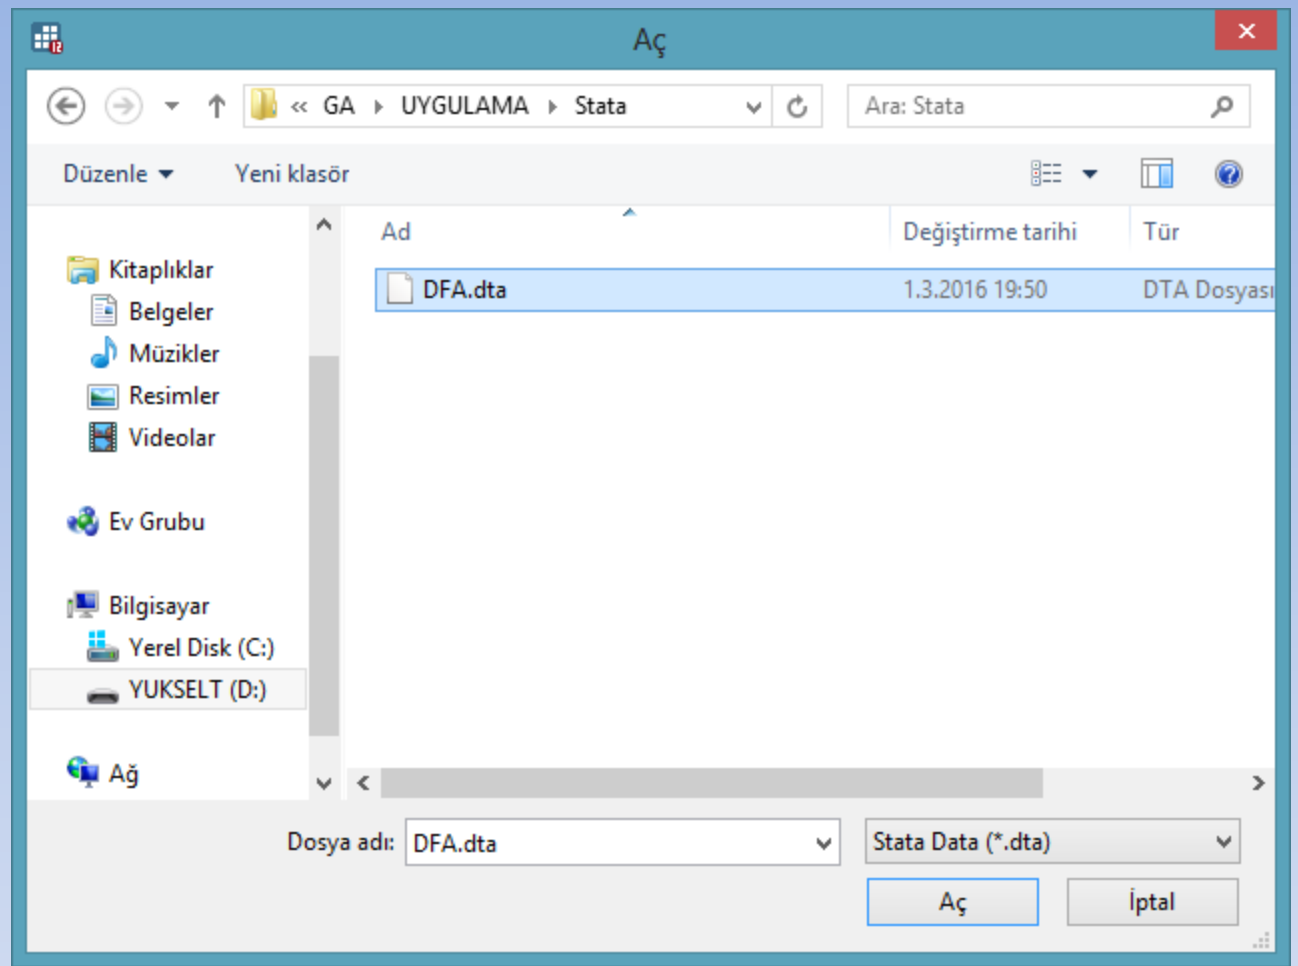 Aç
« GA UYGULAMA Stata
Ara: Stata
Düzenle Yeni klasör
Ad Değiştirme tarihi Tür
DFA.dta 1.3.2016 19:50 DTA Dosyası
Kitaplıklar
Belgeler
Müzikler
Resimler
Videolar
Ev Grubu
Bilgisayar
Yerel Disk (C:)
YUKSELT (D:)
Ağ
Dosya adı: DFA.dta Stata Data (*.dta)
Aç İptal